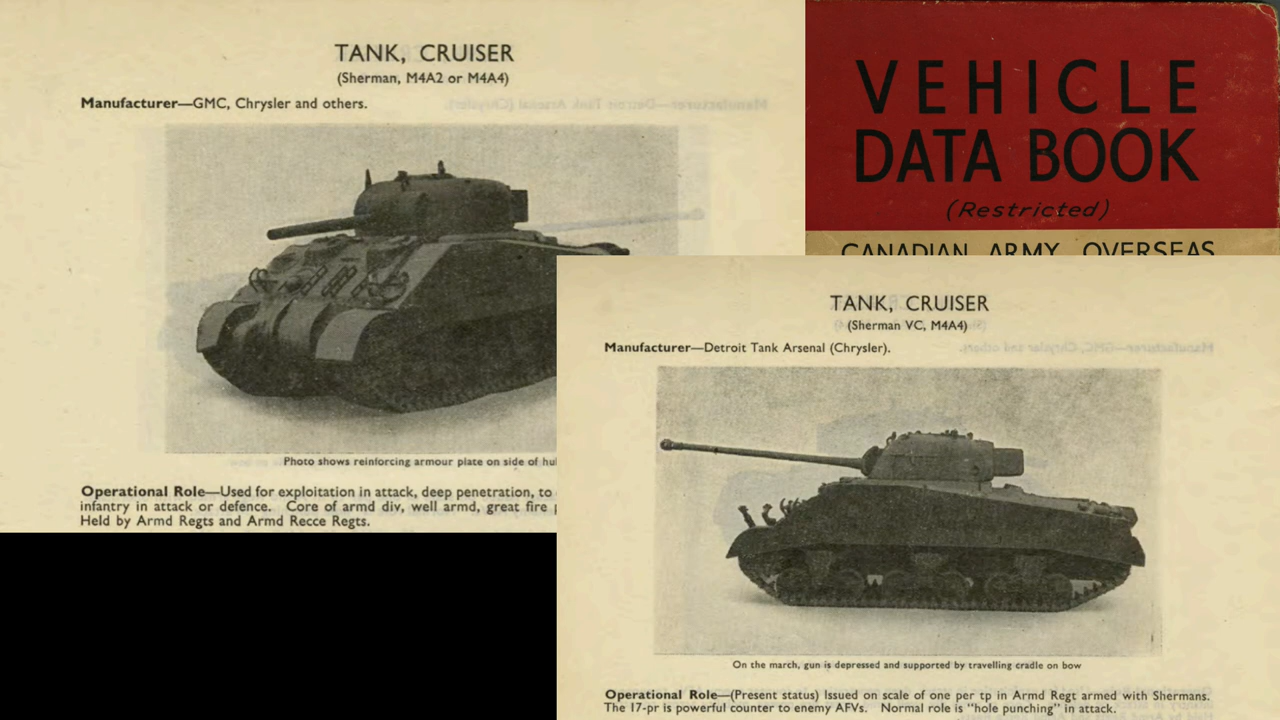 TANK, CRUISER
(Sherman, M4A2 or M4A4)
Manufacturer—GMC, Chrysler and others.
Photo shows reinforcing armour plate on side of
Operational Role—Used for exploitation in attack, deep penetration, to
infantry in attack or defence. Core of armd div, well armd, great fire
Held by Armd Regts and Armd Recce Regts.
VEHICLE
DATA BOOK
(Restricted)
CANADIAN ARMY OVERSEAS
TANK, CRUISER
(Sherman VC, M4A4)
Manufacturer—Detroit Tank Arsenal (Chrysler).
On the march, gun is depressed and supported by travelling cradle on bow
Operational Role—(Present status) Issued on scale of one per tp in Armd Regt armed with Shermans.
The 17-pr is powerful counter to enemy AFVs. Normal role is "hole punching" in attack.